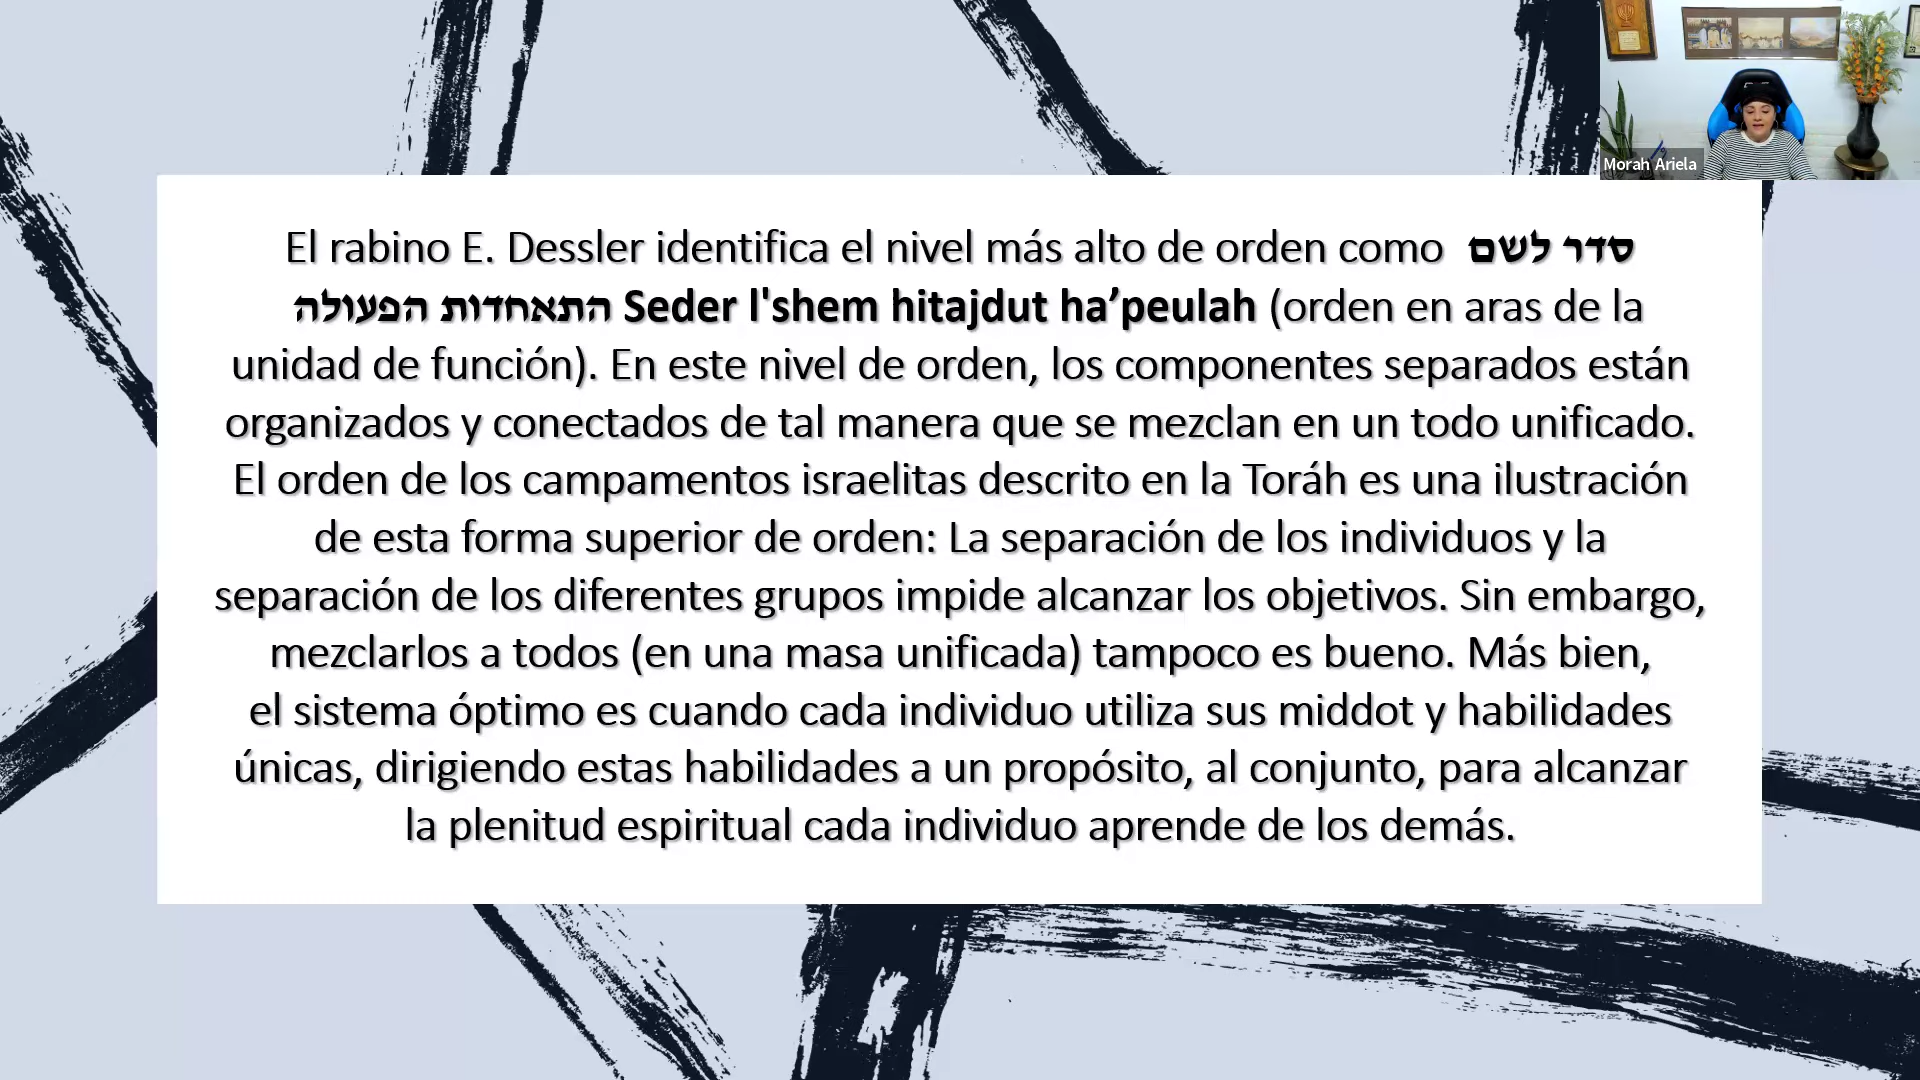 El rabino E. Dessler identifica el nivel más alto de orden como סדר לשם
התאחדות הפעולה Seder l'shem hitajdut ha’peulah (orden en aras de la
unidad de función). En este nivel de orden, los componentes separados están
organizados y conectados de tal manera que se mezclan en un todo unificado.
El orden de los campamentos israelitas descrito en la Toráh es una ilustración
de esta forma superior de orden: La separación de los individuos y la
separación de los diferentes grupos impide alcanzar los objetivos. Sin embargo,
mezclarlos a todos (en una masa unificada) tampoco es bueno. Más bien,
el sistema óptimo es cuando cada individuo utiliza sus middot y habilidades
únicas, dirigiendo estas habilidades a un propósito, al conjunto, para alcanzar
la plenitud espiritual cada individuo aprende de los demás.
Morah Ariela